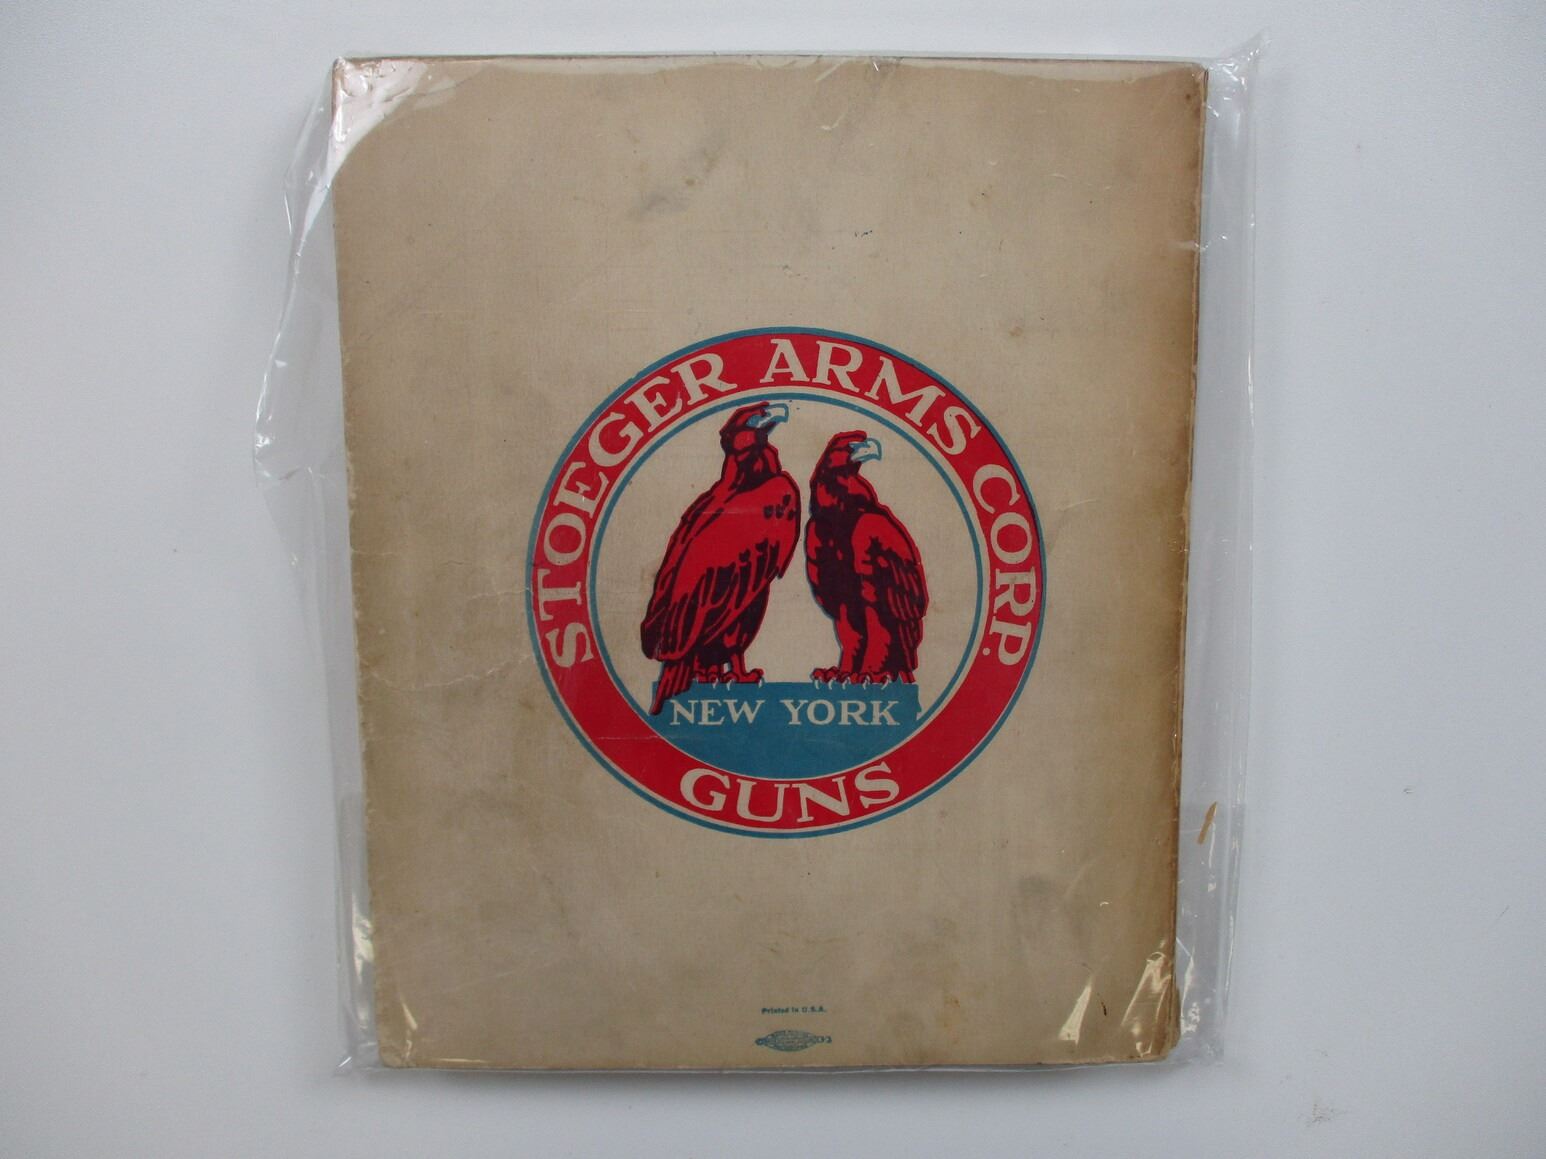 STOEGER ARMS CORP.
NEW YORK
GUNS
Printed in U.S.A.